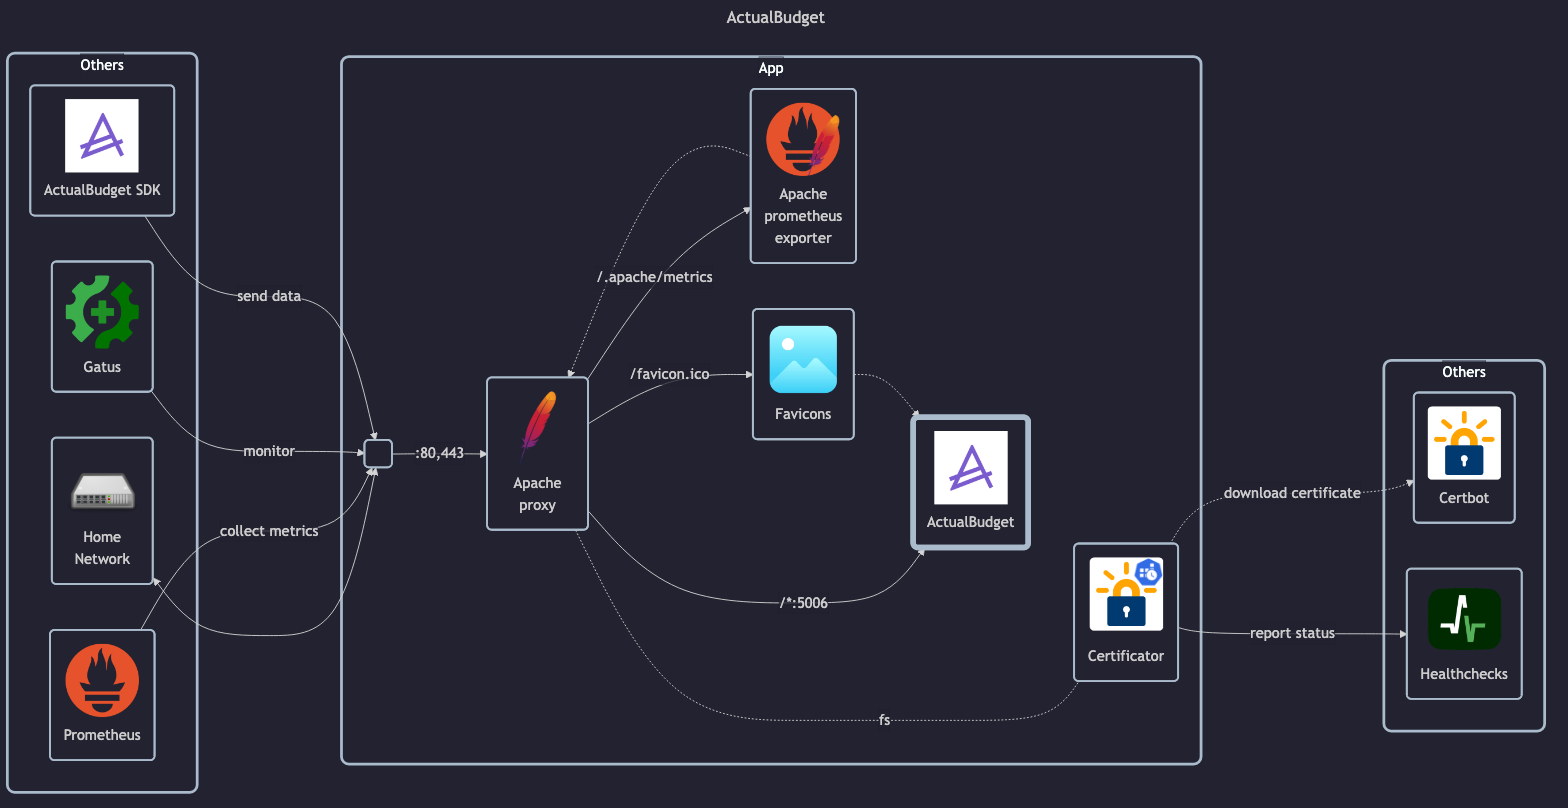 ActualBudget
Others
ActualBudget SDK
send data
Gatus
monitor
Home
Network
collect metrics
Prometheus
App
:80,443
Apache
proxy
/.apache/metrics
Apache
prometheus
exporter
/favicon.ico
Favicons
ActualBudget
/*:5006
fs
Certificator
download certificate
report status
Others
Certbot
Healthchecks